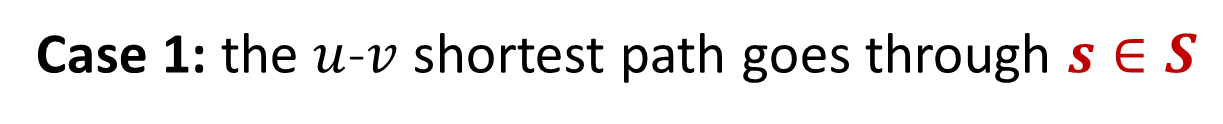 Case 1: the u-v shortest path goes through s ∈ S